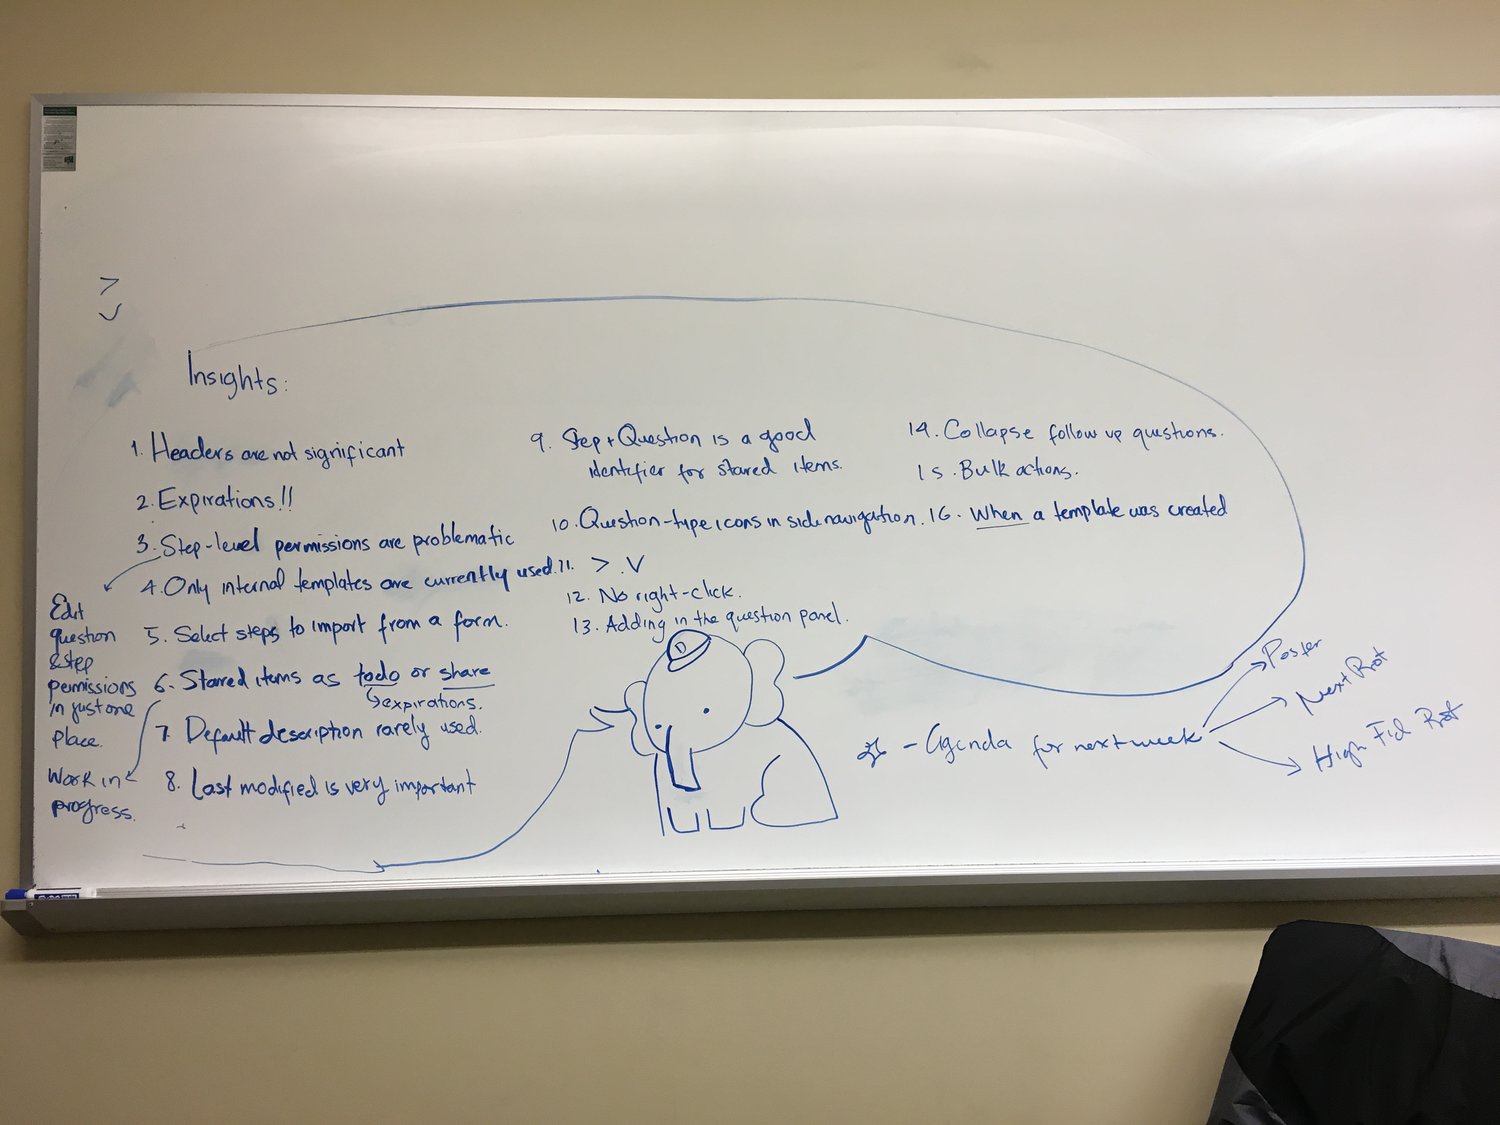 >
V
Insights:
1. Headers are not significant
2. Expirations!!
3. Step-level permissions are problematic
4. Only internal templates are currently used.
5. Select steps to import from a form.
6. Stared items as todo or share
expirations.
7. Default description rarely used.
8. Last modified is very important
Edit
question
& step
permissions
in just one
place.
Work in
progress.
9. Step + Question is a good
identifier for stared items.
10. Question-type icons in side navigation.
11. > . V
12. No right-click.
13. Adding in the question panel.
14. Collapse follow up questions.
15. Bulk actions.
16. When a template was created
D
- Agenda for next week
Poster
Next Rot
High Fid Rot